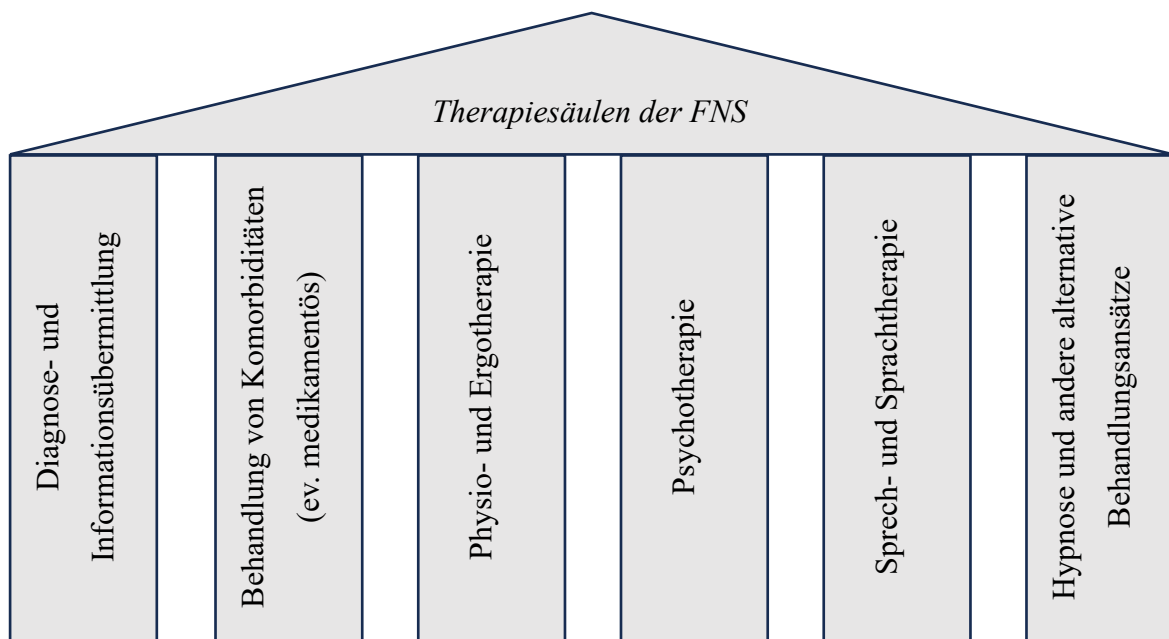 Therapiesäulen der FNS
Diagnose- und
Informationsübermittlung
Behandlung von Komorbiditäten
(ev. medikamentös)
Physio- und Ergotherapie
Psychotherapie
Sprech- und Sprachtherapie
Hypnose und andere alternative
Behandlungsansätze